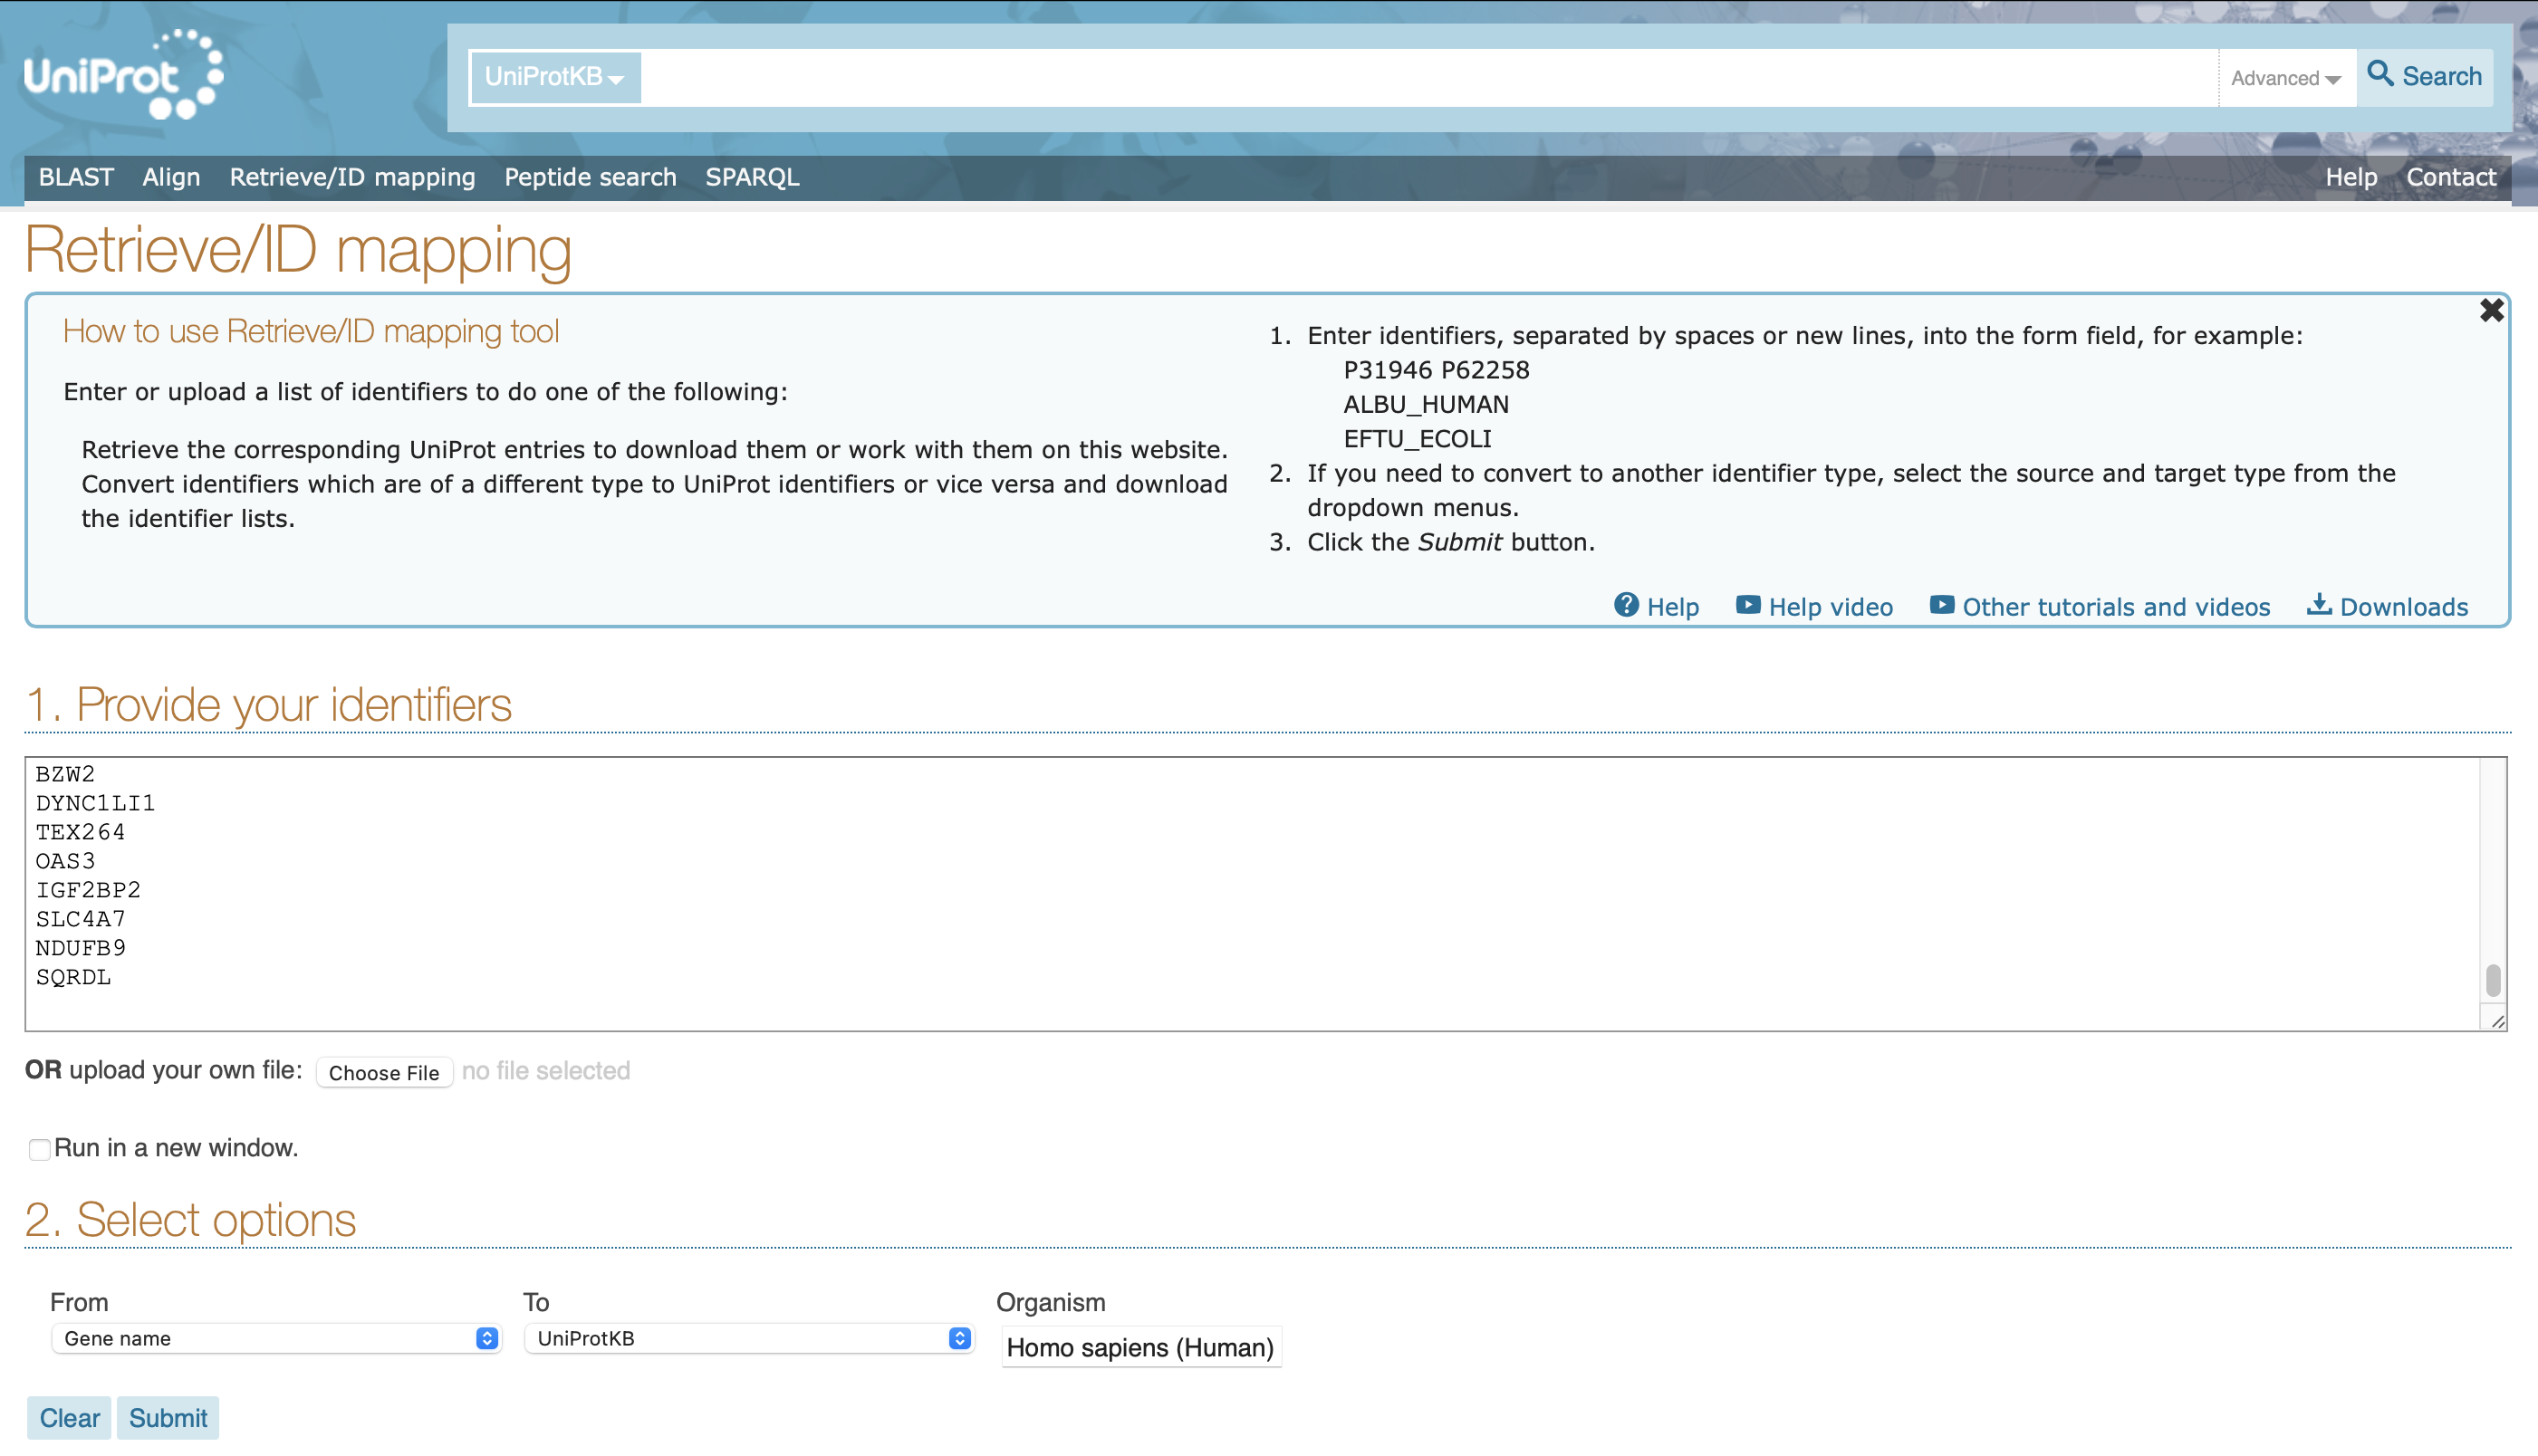 UniProt
UniProtKB
Advanced
Search
BLAST Align Retrieve/ID mapping Peptide search SPARQL Help Contact
Retrieve/ID mapping
How to use Retrieve/ID mapping tool
Enter or upload a list of identifiers to do one of the following:
Retrieve the corresponding UniProt entries to download them or work with them on this website.
Convert identifiers which are of a different type to UniProt identifiers or vice versa and download
the identifier lists.
1. Enter identifiers, separated by spaces or new lines, into the form field, for example:
P31946 P62258
ALBU_HUMAN
EFTU_ECOLI
2. If you need to convert to another identifier type, select the source and target type from the
dropdown menus.
3. Click the Submit button.
Help Help video Other tutorials and videos Downloads
1. Provide your identifiers
BZW2
DYNC1LI1
TEX264
OAS3
IGF2BP2
SLC4A7
NDUFB9
SQRDL
OR upload your own file: Choose File no file selected
Run in a new window.
2. Select options
From To Organism
Gene name UniProtKB Homo sapiens (Human)
Clear Submit